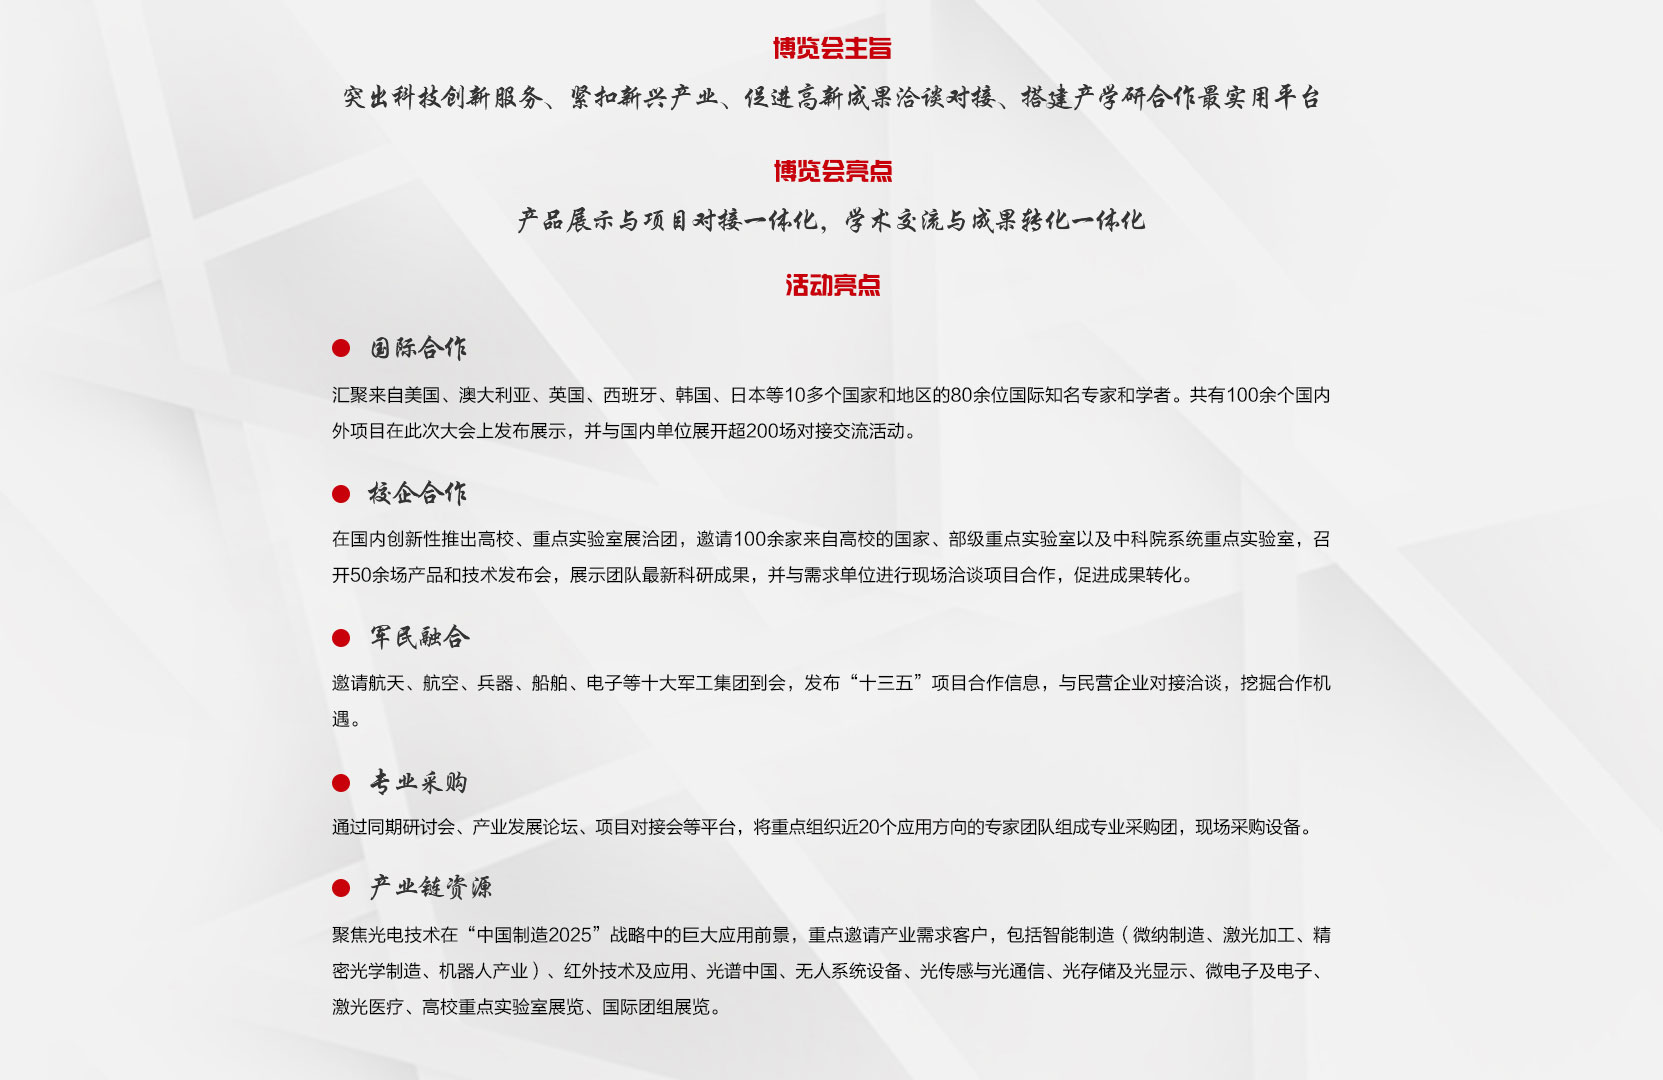 博览会主旨
突出科技创新服务、紧扣新兴产业、促进高新成果洽谈对接、搭建产学研合作最实用平台
博览会亮点
产品展示与项目对接一体化，学术交流与成果转化一体化
活动亮点
国际合作
汇聚来自美国、澳大利亚、英国、西班牙、韩国、日本等10多个国家和地区的80余位国际知名专家和学者。共有100余个国内
外项目在此次大会上发布展示，并与国内单位展开超200场对接交流活动。
校企合作
在国内创新性推出高校、重点实验室展洽团，邀请100余家来自高校的国家、部级重点实验室以及中科院系统重点实验室，召
开50余场产品和技术发布会，展示团队最新科研成果，并与需求单位进行现场洽谈项目合作，促进成果转化。
军民融合
邀请航天、航空、兵器、船舶、电子等十大军工集团到会，发布“十三五”项目合作信息，与民营企业对接洽谈，挖掘合作机
遇。
专业采购
通过同期研讨会、产业发展论坛、项目对接会等平台，将重点组织近20个应用方向的专家团队组成专业采购团，现场采购设备。
产业链资源
聚焦光电技术在“中国制造2025”战略中的巨大应用前景，重点邀请产业需求客户，包括智能制造（微纳制造、激光加工、精
密光学制造、机器人产业）、红外技术及应用、光谱中国、无人系统设备、光传感与光通信、光存储及光显示、微电子及电子、
激光医疗、高校重点实验室展览、国际团组展览。